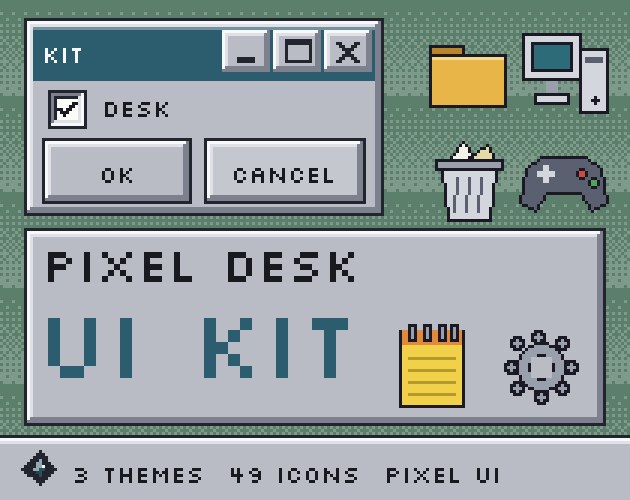 KIT
DESK
OK
CANCEL
PIXEL DESK
UI KIT
3 THEMES 49 ICONS PIXEL UI